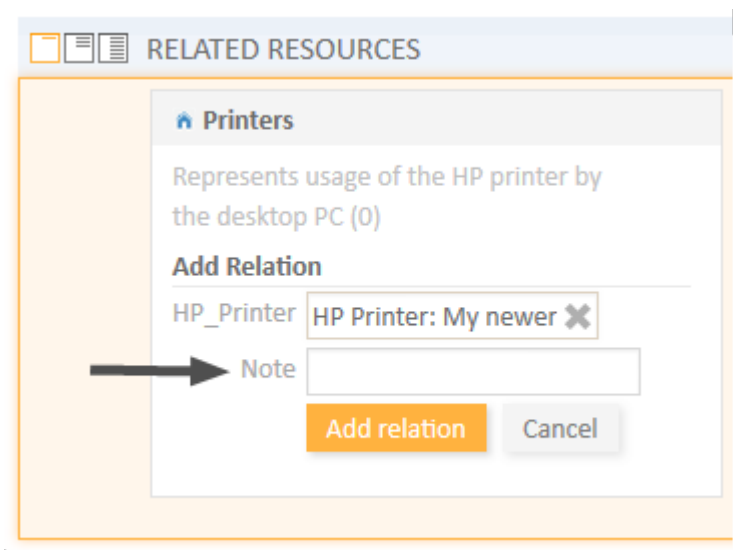 RELATED RESOURCES
Printers
Represents usage of the HP printer by
the desktop PC (0)
Add Relation
HP_Printer HP Printer: My newer
Note
Add relation Cancel